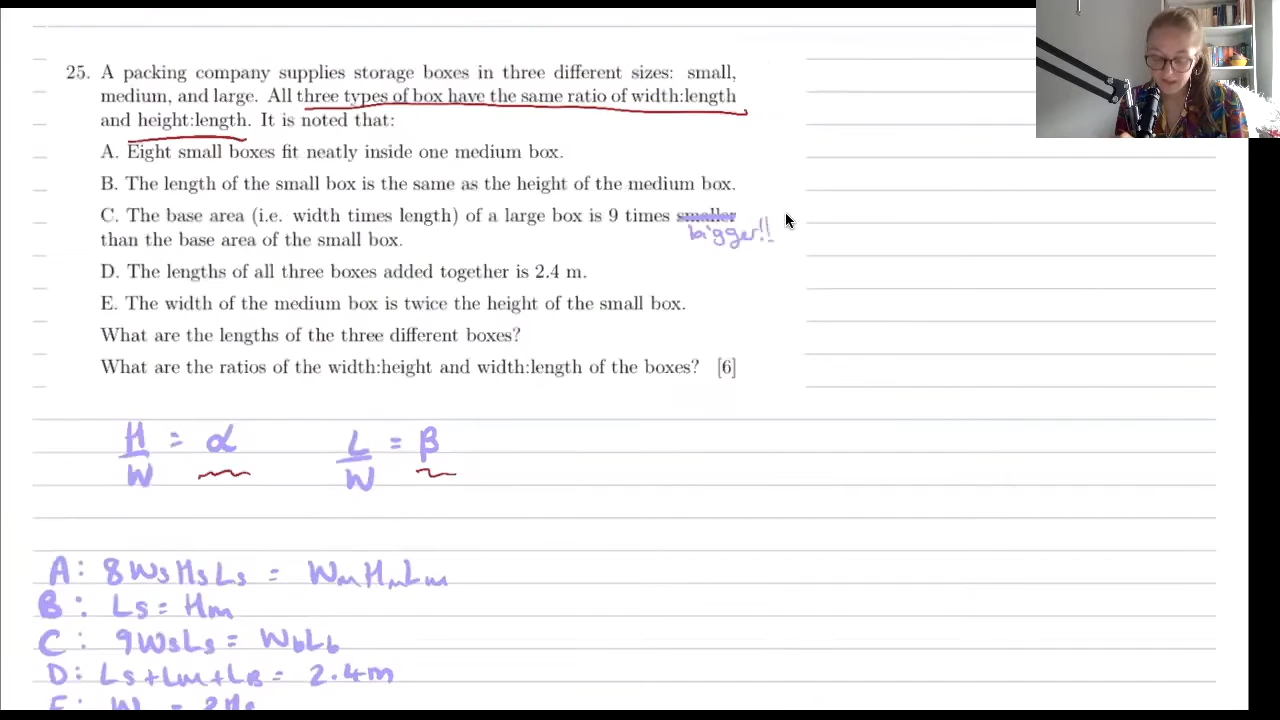 25. A packing company supplies storage boxes in three different sizes: small,
medium, and large. All three types of box have the same ratio of width:length
and height:length. It is noted that:
A. Eight small boxes fit neatly inside one medium box.
B. The length of the small box is the same as the height of the medium box.
C. The base area (i.e. width times length) of a large box is 9 times smaller
bigger!!
than the base area of the small box.
D. The lengths of all three boxes added together is 2.4 m.
E. The width of the medium box is twice the height of the small box.
What are the lengths of the three different boxes?
What are the ratios of the width:height and width:length of the boxes? [6]
H/W = α L/W = β
A: 8WsHsLs = WmHmLm
B: Ls = Hm
C: 9WsLs = WbLb
D: Ls+Lm+LB = 2.4m